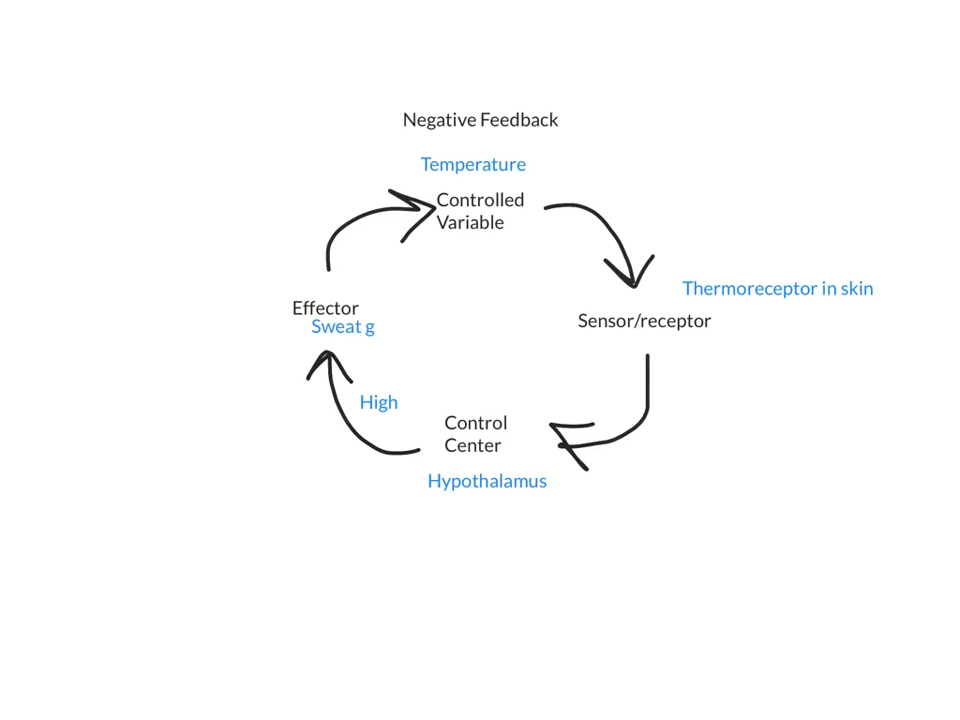 Negative Feedback
Temperature
Controlled
Variable
Thermoreceptor in skin
Sensor/receptor
Effector
Sweat g
High
Control
Center
Hypothalamus